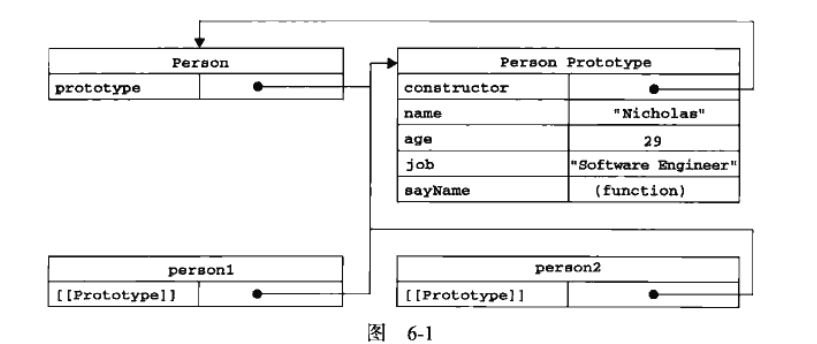 Person
prototype
Person Prototype
constructor
name "Nicholas"
age 29
job "Software Engineer"
sayName (function)
person1
[[Prototype]]
person2
[[Prototype]]
图 6-1